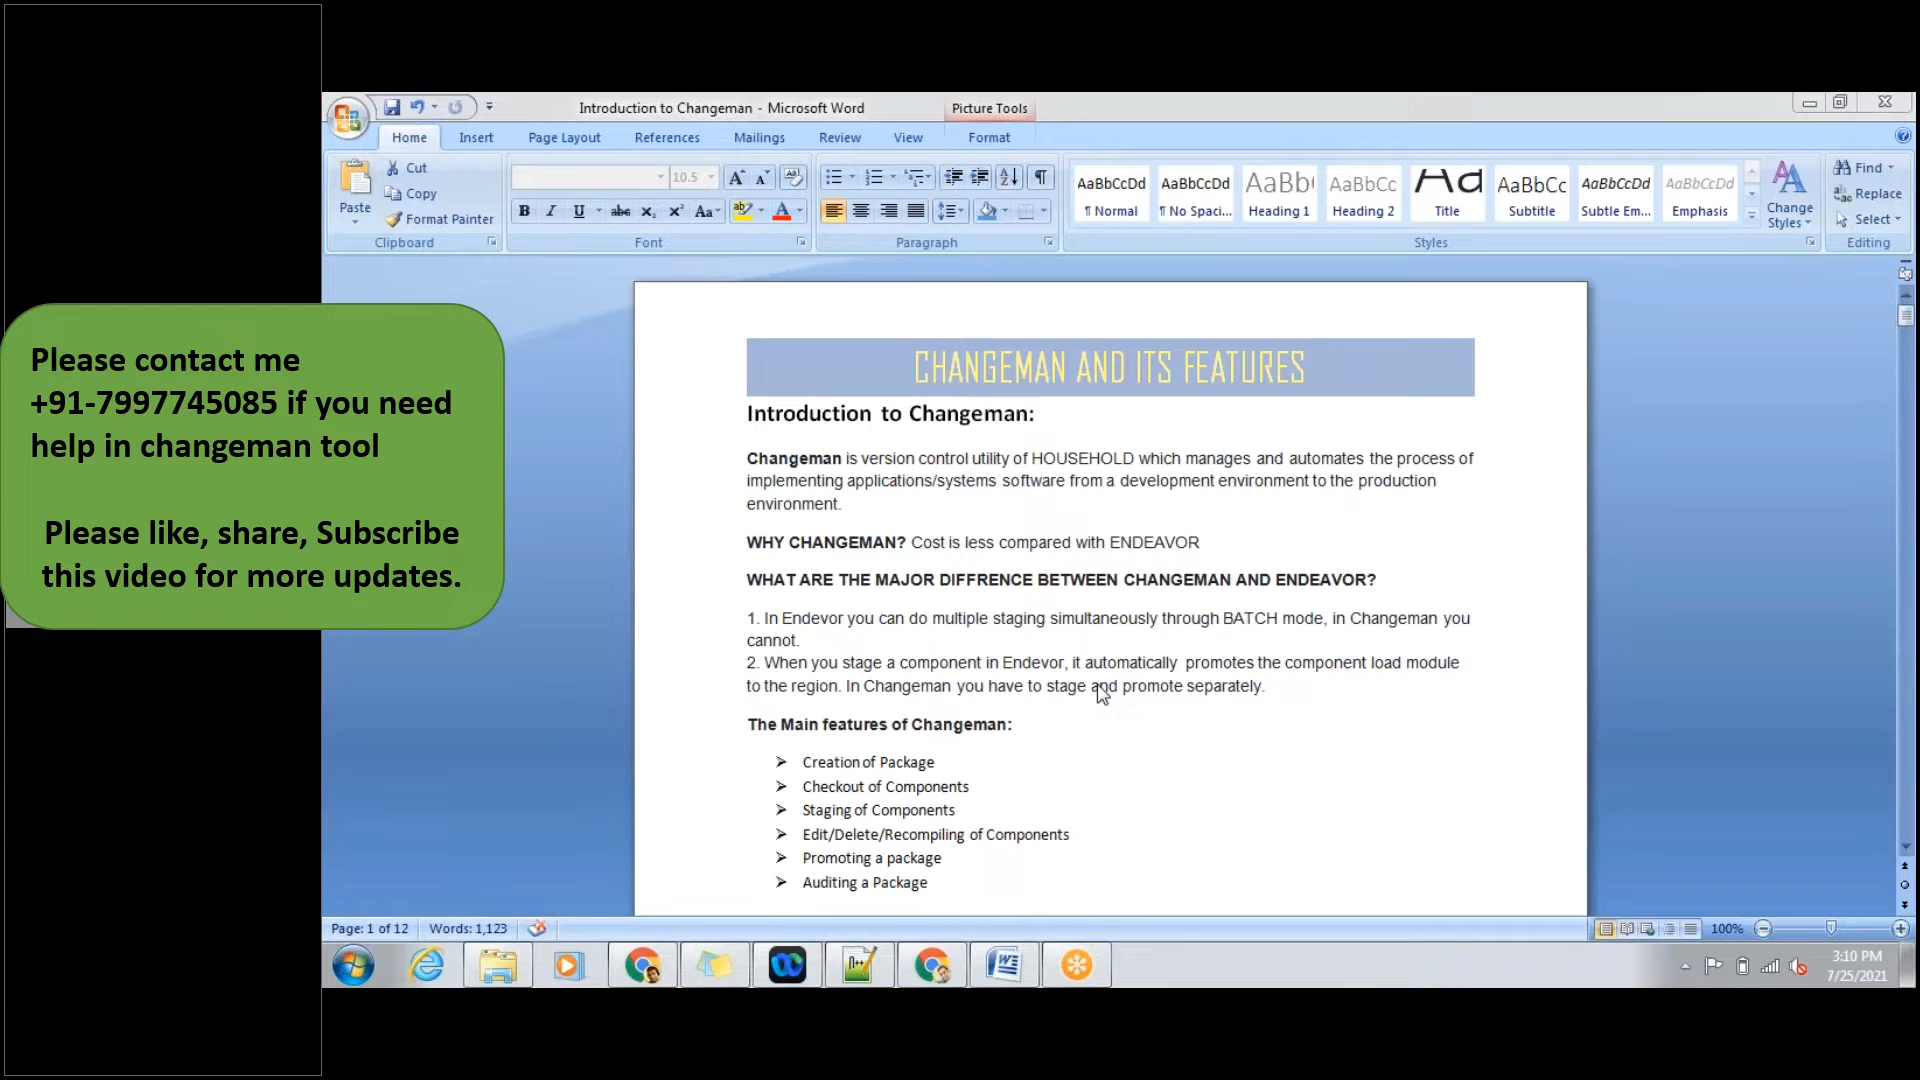 Introduction to Changeman - Microsoft Word
Picture Tools
Home
Insert
Page Layout
References
Mailings
Review
View
Format
Paste
Cut
Copy
Format Painter
Clipboard
10.5
Font
Paragraph
AaBbCcDd
¶ Normal
AaBbCcDd
¶ No Spaci...
AaBb(
Heading 1
AaBbCc
Heading 2
Title
AaBbCc
Subtitle
AaBbCcDd
Subtle Em...
AaBbCcDd
Emphasis
Change
Styles
Styles
Find
Replace
Select
Editing
Please contact me
+91-7997745085 if you need
help in changeman tool
Please like, share, Subscribe
this video for more updates.
CHANGEMAN AND ITS FEATURES
Introduction to Changeman:
Changeman is version control utility of HOUSEHOLD which manages and automates the process of
implementing applications/systems software from a development environment to the production
environment.
WHY CHANGEMAN? Cost is less compared with ENDEAVOR
WHAT ARE THE MAJOR DIFFRENCE BETWEEN CHANGEMAN AND ENDEAVOR?
1. In Endevor you can do multiple staging simultaneously through BATCH mode, in Changeman you
cannot.
2. When you stage a component in Endevor, it automatically promotes the component load module
to the region. In Changeman you have to stage and promote separately.
The Main features of Changeman:
➢ Creation of Package
➢ Checkout of Components
➢ Staging of Components
➢ Edit/Delete/Recompiling of Components
➢ Promoting a package
➢ Auditing a Package
Page: 1 of 12
Words: 1,123
100%
3:10 PM
7/25/2021